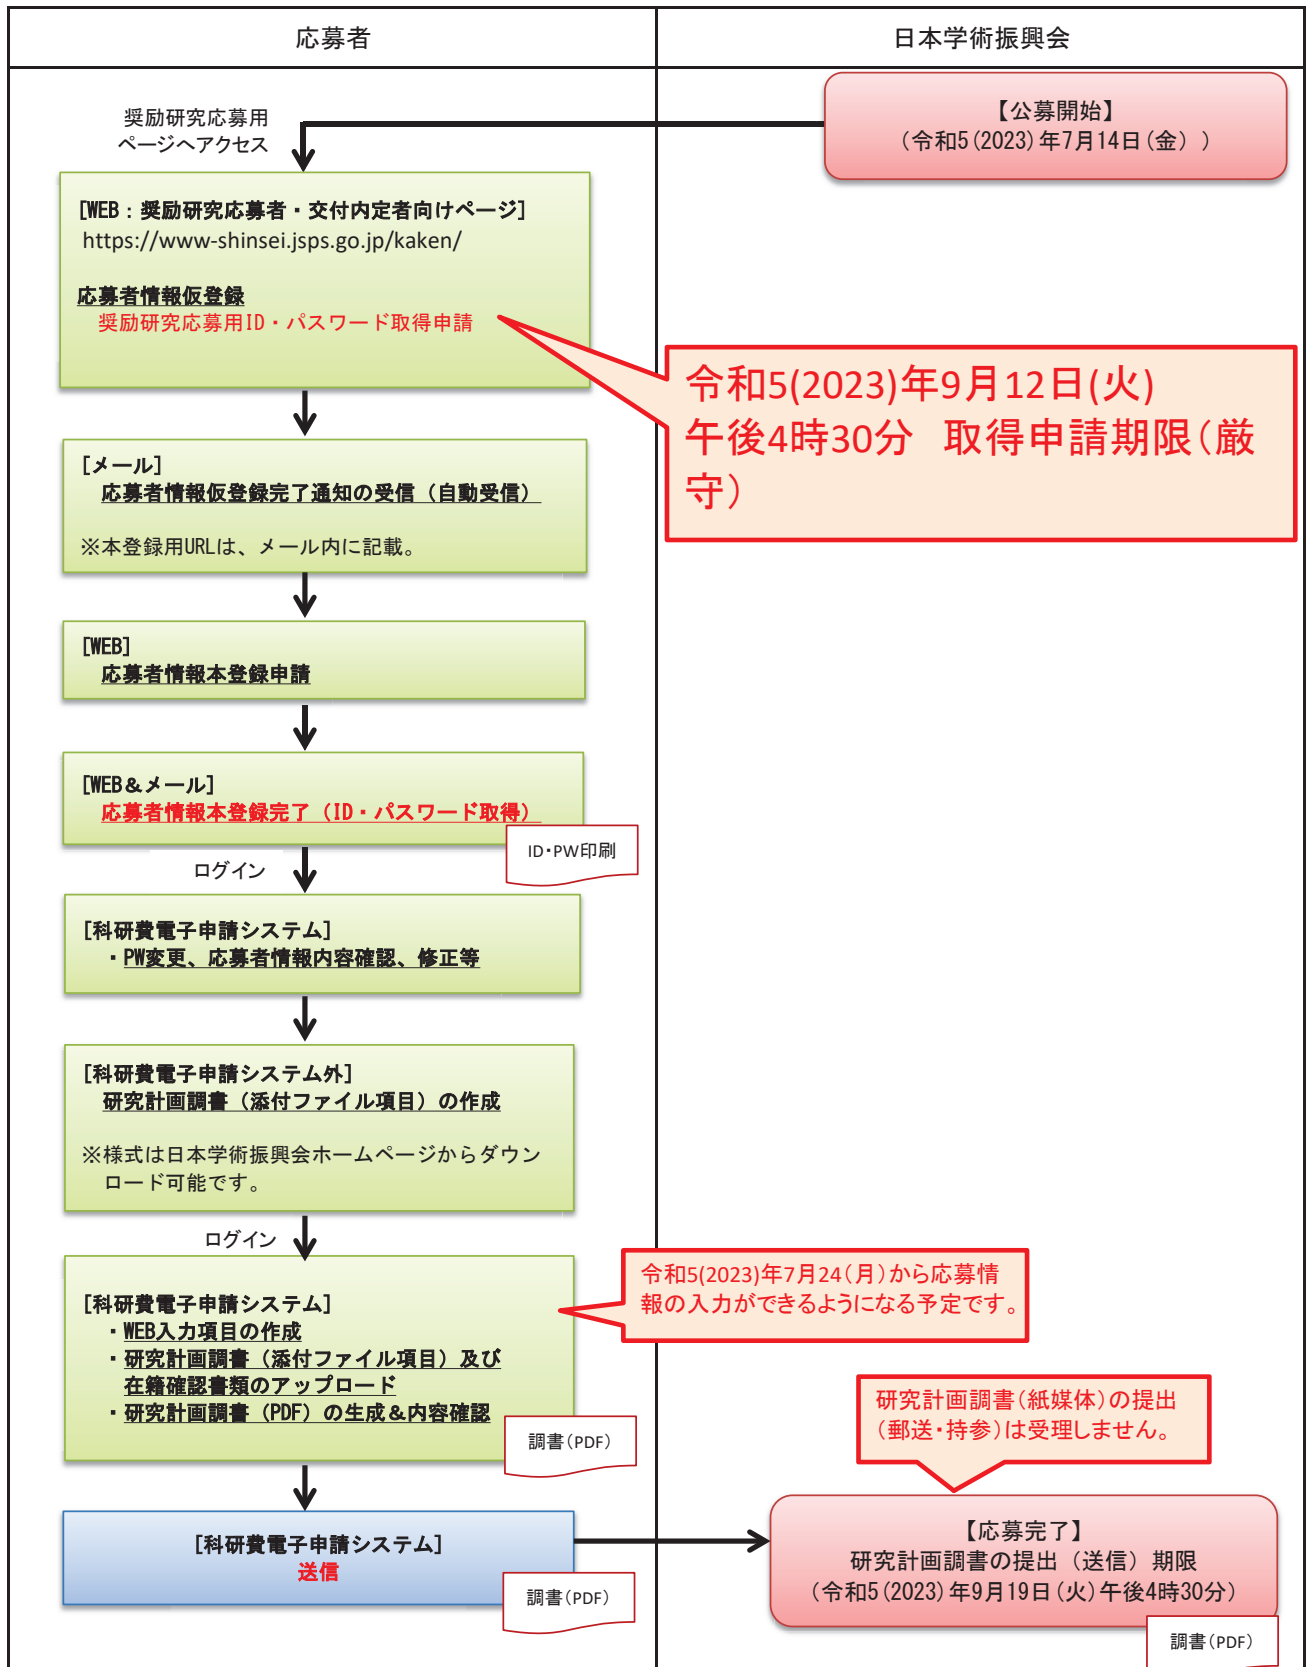 応募者
日本学術振興会
【公募開始】
（令和5(2023)年7月14日(金））
奨励研究応募用
ページへアクセス
[WEB：奨励研究応募者・交付内定者向けページ]
https://www-shinsei.jsps.go.jp/kaken/
応募者情報仮登録
奨励研究応募用ID・パスワード取得申請
令和5(2023)年9月12日(火)
午後4時30分　取得申請期限（厳
守）
[メール]
応募者情報仮登録完了通知の受信（自動受信）
※本登録用URLは、メール内に記載。
[WEB]
応募者情報本登録申請
[WEB＆メール]
応募者情報本登録完了（ID・パスワード取得）
ID・PW印刷
ログイン
[科研費電子申請システム]
・PW変更、応募者情報内容確認、修正等
[科研費電子申請システム外]
研究計画調書（添付ファイル項目）の作成
※様式は日本学術振興会ホームページからダウン
ロード可能です。
ログイン
令和5(2023)年7月24（月）から応募情
報の入力ができるようになる予定です。
[科研費電子申請システム]
・WEB入力項目の作成
・研究計画調書（添付ファイル項目）及び
在籍確認書類のアップロード
・研究計画調書（PDF）の生成＆内容確認
調書（PDF）
研究計画調書（紙媒体）の提出
（郵送・持参）は受理しません。
[科研費電子申請システム]
送信
調書（PDF）
【応募完了】
研究計画調書の提出（送信）期限
（令和5(2023)年9月19日(火)午後4時30分）
調書（PDF）